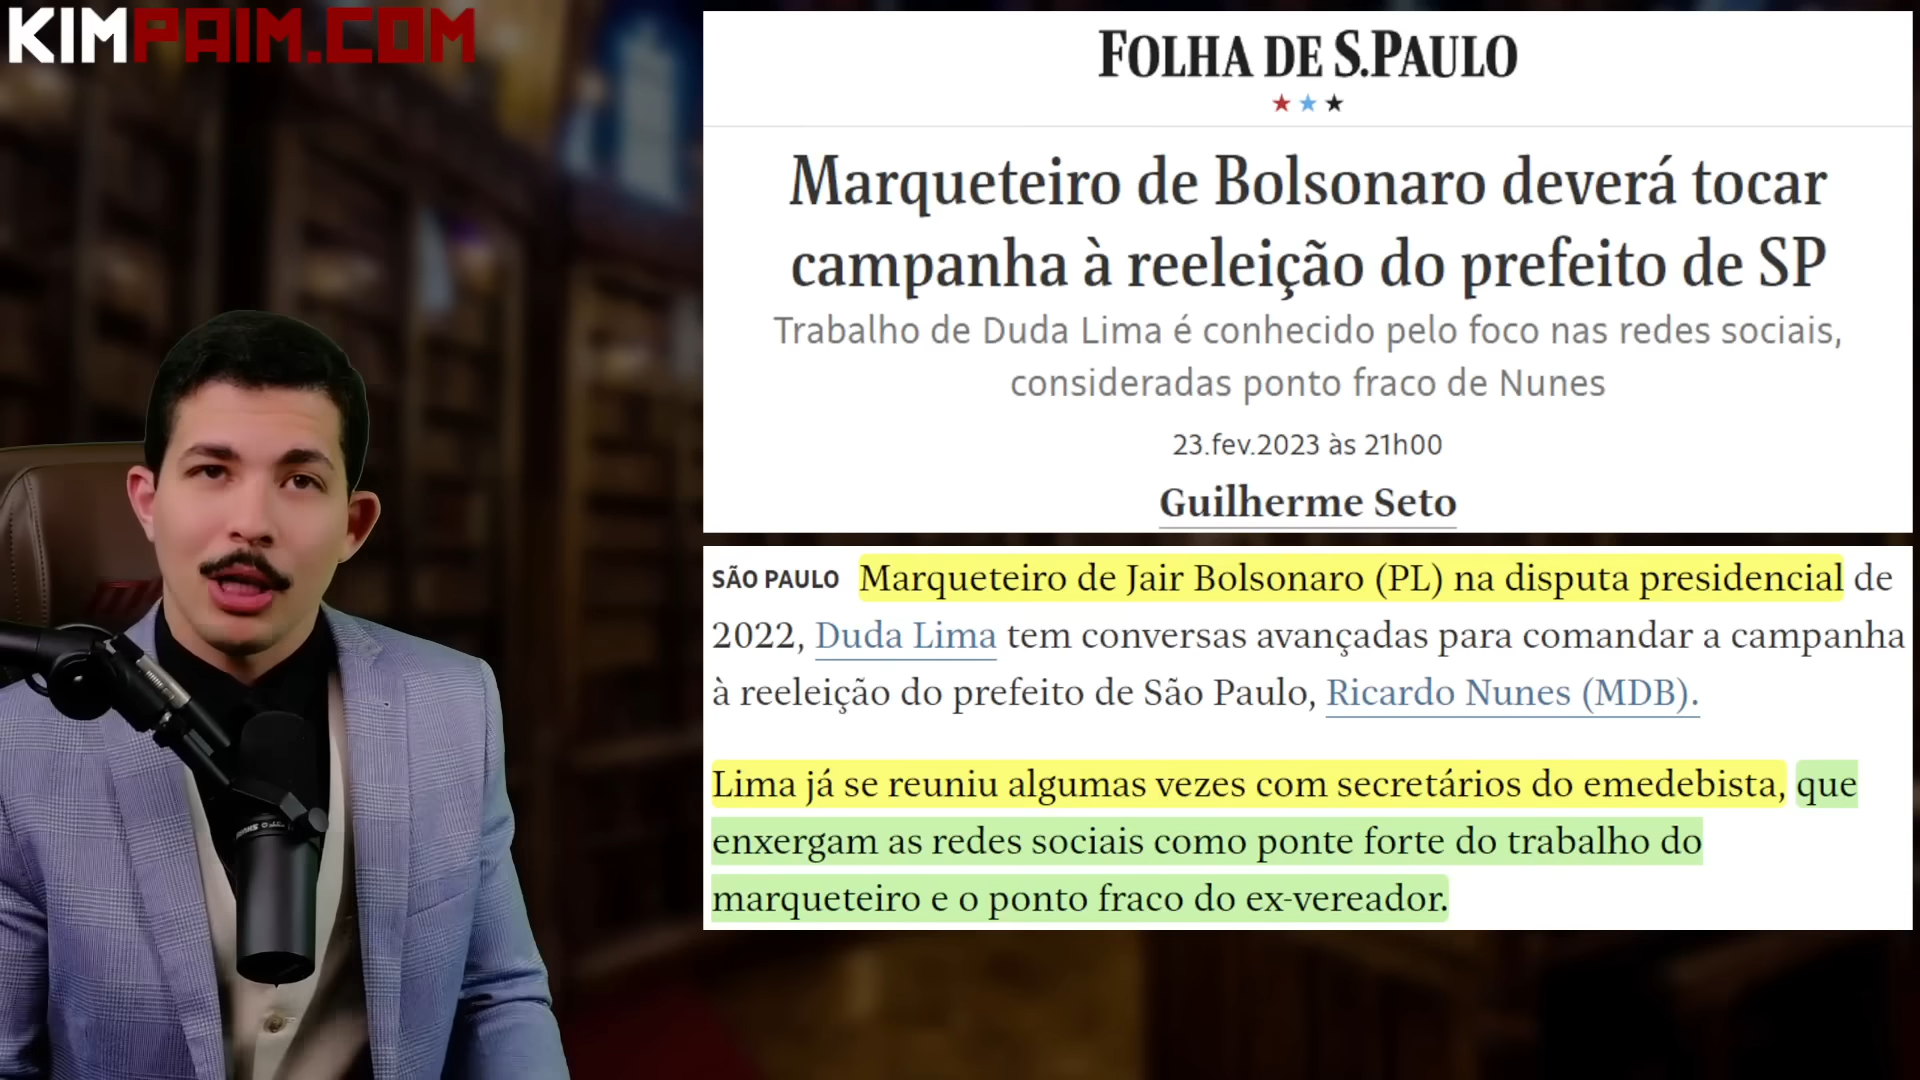 KIMPAIM.COM
FOLHA DE S.PAULO
Marqueteiro de Bolsonaro deverá tocar
campanha à reeleição do prefeito de SP
Trabalho de Duda Lima é conhecido pelo foco nas redes sociais,
consideradas ponto fraco de Nunes
23.fev.2023 às 21h00
Guilherme Seto
SÃO PAULO Marqueteiro de Jair Bolsonaro (PL) na disputa presidencial de
2022, Duda Lima tem conversas avançadas para comandar a campanha
à reeleição do prefeito de São Paulo, Ricardo Nunes (MDB).
Lima já se reuniu algumas vezes com secretários do emedebista, que
enxergam as redes sociais como ponte forte do trabalho do
marqueteiro e o ponto fraco do ex-vereador.